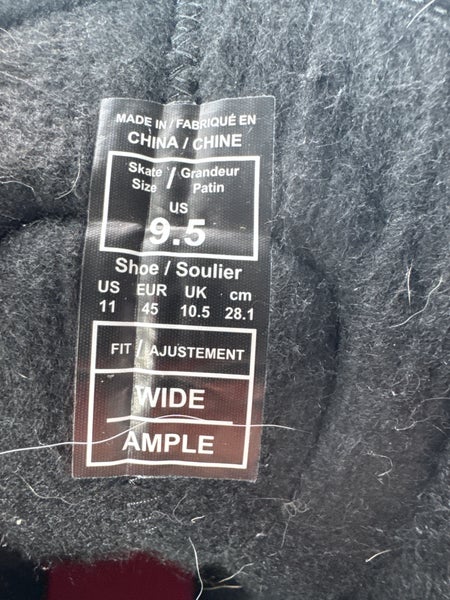 MADE IN / FABRIQUÉ EN
CHINA / CHINE
Skate / Grandeur
Size Patin
US
9.5
Shoe / Soulier
US EUR UK cm
11 45 10.5 28.1
FIT / AJUSTEMENT
WIDE
AMPLE